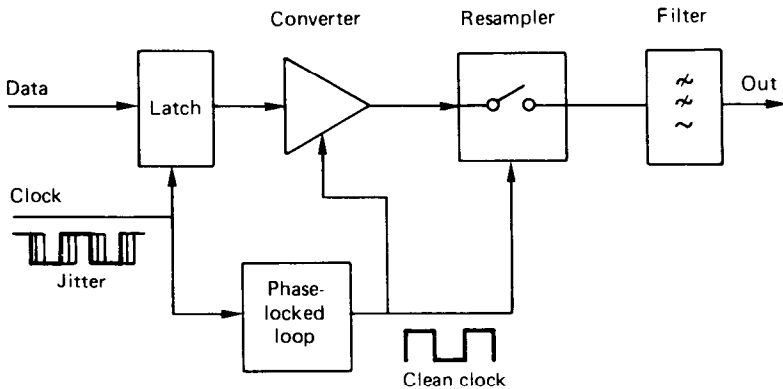 Converter
Resampler
Filter
Data
Latch
Out
Clock
Jitter
Phase-
locked
loop
Clean clock